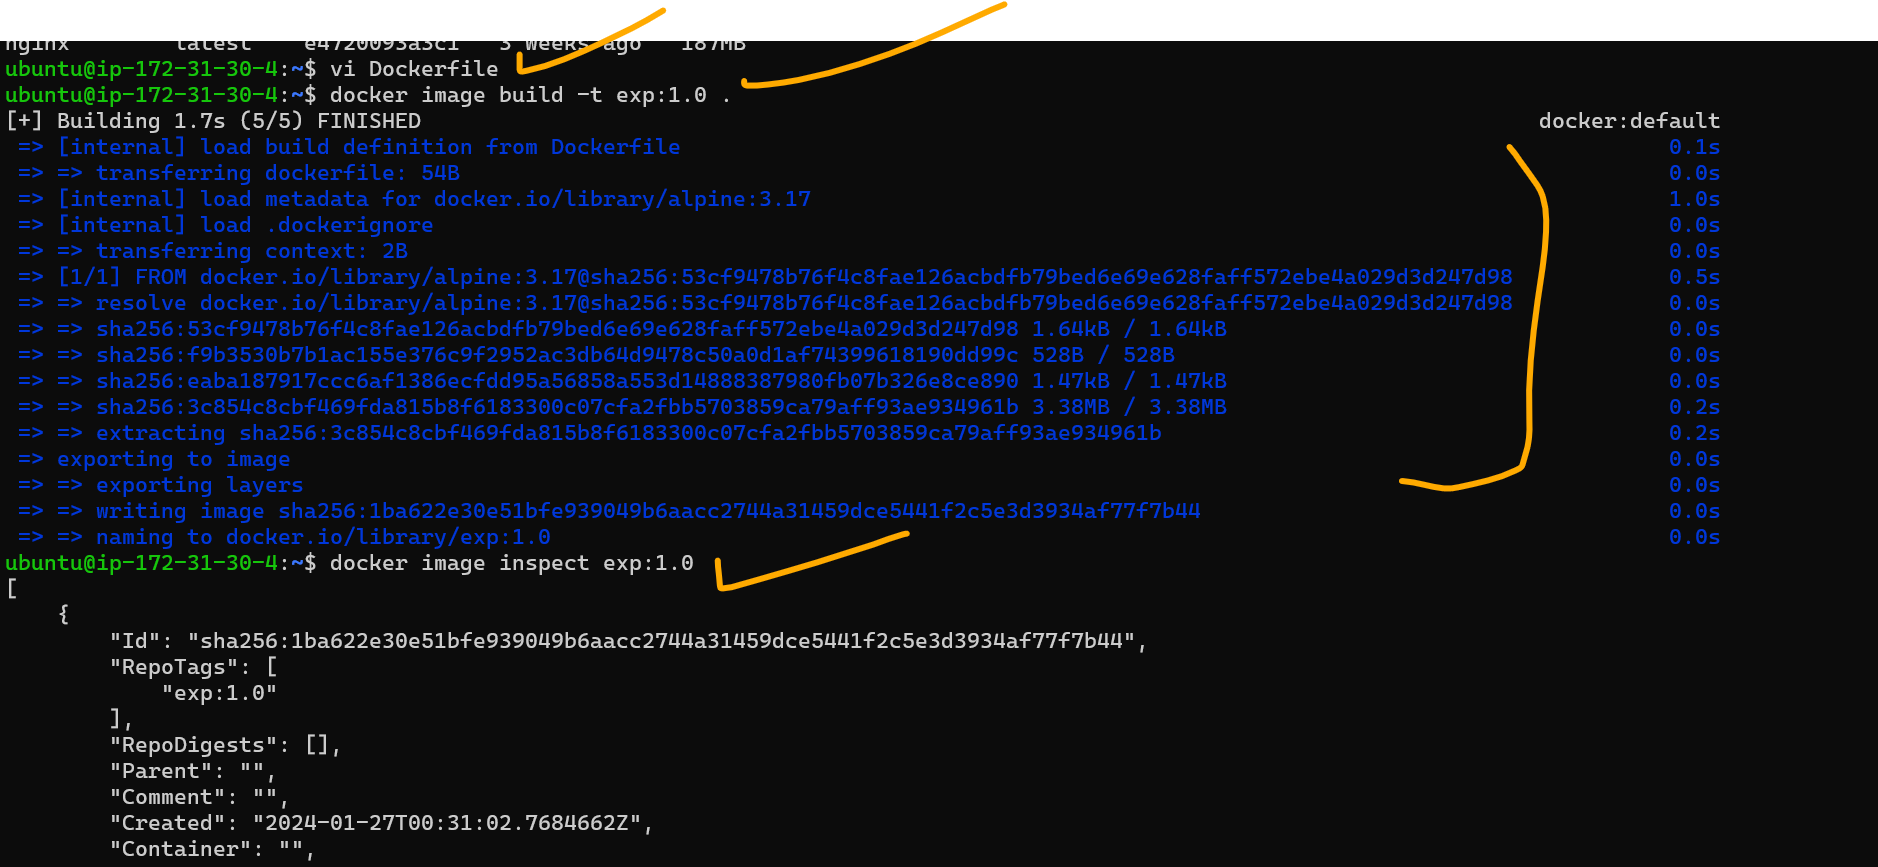 nginx latest e4720093a3c1 3 weeks ago 187MB
ubuntu@ip-172-31-30-4:~$ vi Dockerfile
ubuntu@ip-172-31-30-4:~$ docker image build -t exp:1.0 .
[+] Building 1.7s (5/5) FINISHED docker:default
=> [internal] load build definition from Dockerfile 0.1s
=> => transferring dockerfile: 54B 0.0s
=> [internal] load metadata for docker.io/library/alpine:3.17 1.0s
=> [internal] load .dockerignore 0.0s
=> => transferring context: 2B 0.0s
=> [1/1] FROM docker.io/library/alpine:3.17@sha256:53cf9478b76f4c8fae126acbdfb79bed6e69e628faff572ebe4a029d3d247d98 0.5s
=> => resolve docker.io/library/alpine:3.17@sha256:53cf9478b76f4c8fae126acbdfb79bed6e69e628faff572ebe4a029d3d247d98 0.0s
=> => sha256:53cf9478b76f4c8fae126acbdfb79bed6e69e628faff572ebe4a029d3d247d98 1.64kB / 1.64kB 0.0s
=> => sha256:f9b3530b7b1ac155e376c9f2952ac3db64d9478c50a0d1af74399618190dd99c 528B / 528B 0.0s
=> => sha256:eaba187917ccc6af1386ecfdd95a56858a553d14888387980fb07b326e8ce890 1.47kB / 1.47kB 0.0s
=> => sha256:3c854c8cbf469fda815b8f6183300c07cfa2fbb5703859ca79aff93ae934961b 3.38MB / 3.38MB 0.2s
=> => extracting sha256:3c854c8cbf469fda815b8f6183300c07cfa2fbb5703859ca79aff93ae934961b 0.2s
=> exporting to image 0.0s
=> => exporting layers 0.0s
=> => writing image sha256:1ba622e30e51bfe939049b6aacc2744a31459dce5441f2c5e3d3934af77f7b44 0.0s
=> => naming to docker.io/library/exp:1.0 0.0s
ubuntu@ip-172-31-30-4:~$ docker image inspect exp:1.0
[
{
"Id": "sha256:1ba622e30e51bfe939049b6aacc2744a31459dce5441f2c5e3d3934af77f7b44",
"RepoTags": [
"exp:1.0"
],
"RepoDigests": [],
"Parent": "",
"Comment": "",
"Created": "2024-01-27T00:31:02.7684662Z",
"Container": "",